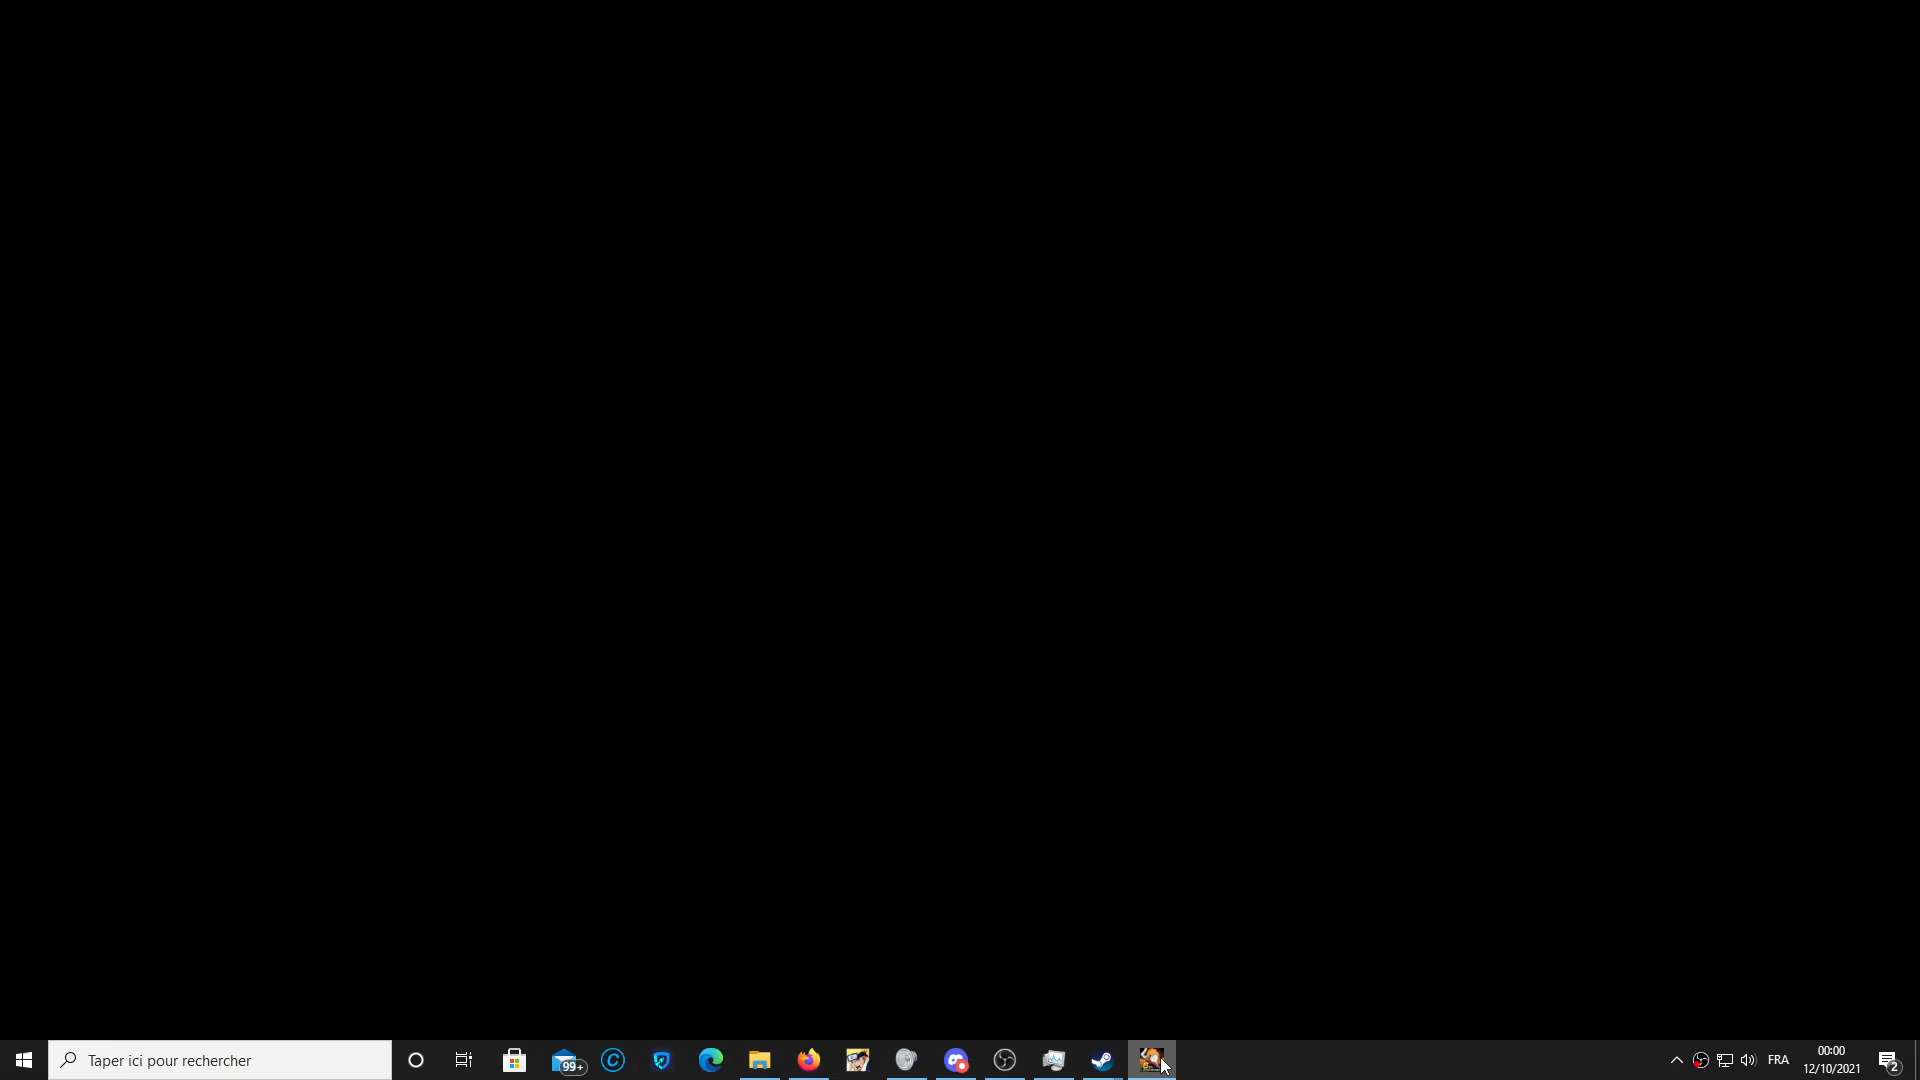 Taper ici pour rechercher
99+
FRA
00:00
12/10/2021
2